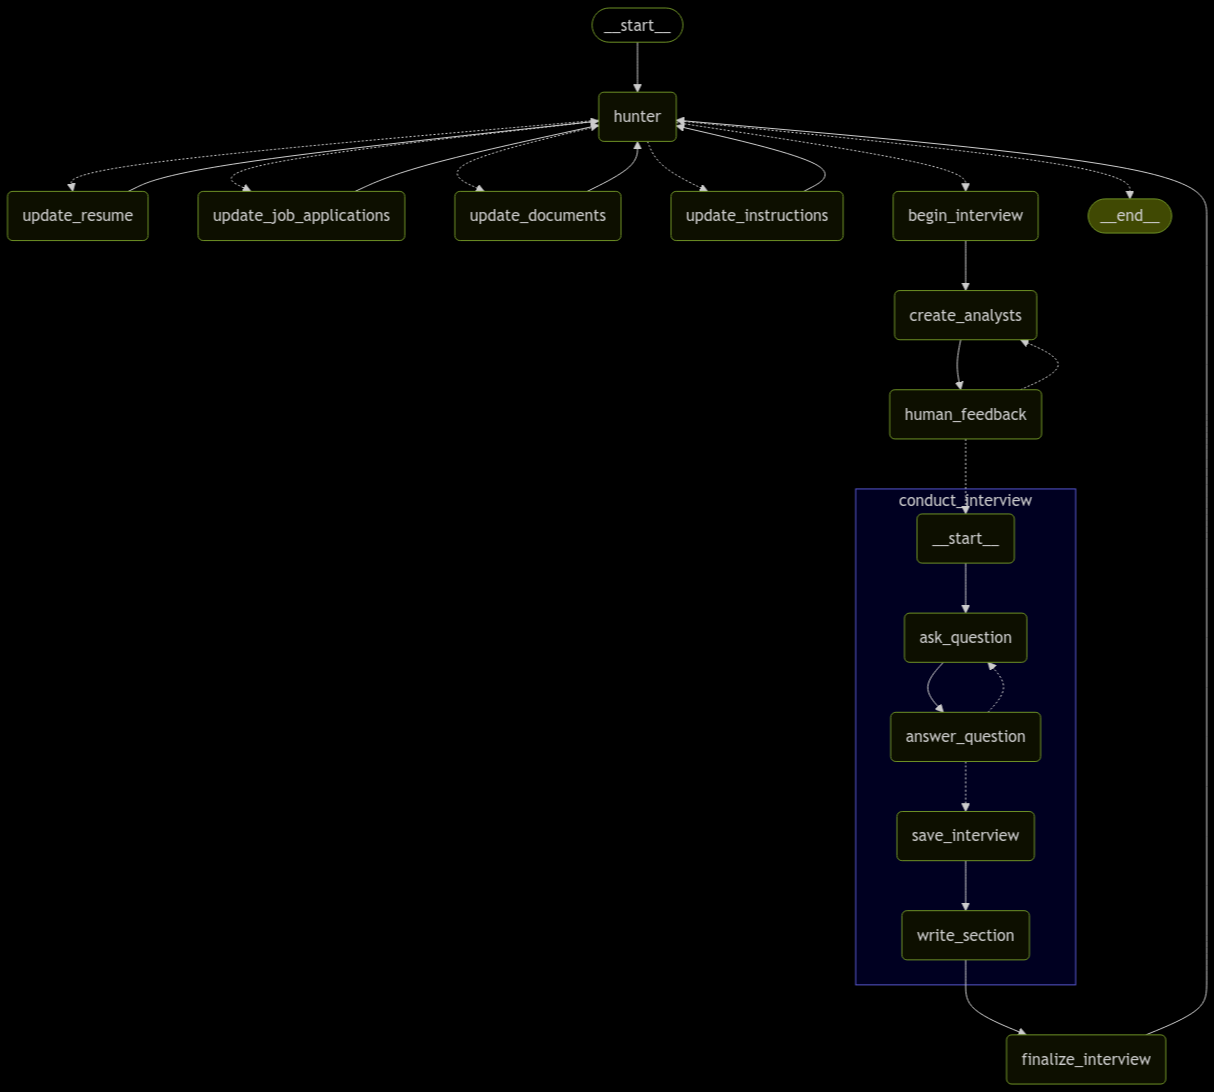 __start__
hunter
update_resume
update_job_applications
update_documents
update_instructions
begin_interview
__end__
create_analysts
human_feedback
conduct_interview
__start__
ask_question
answer_question
save_interview
write_section
finalize_interview